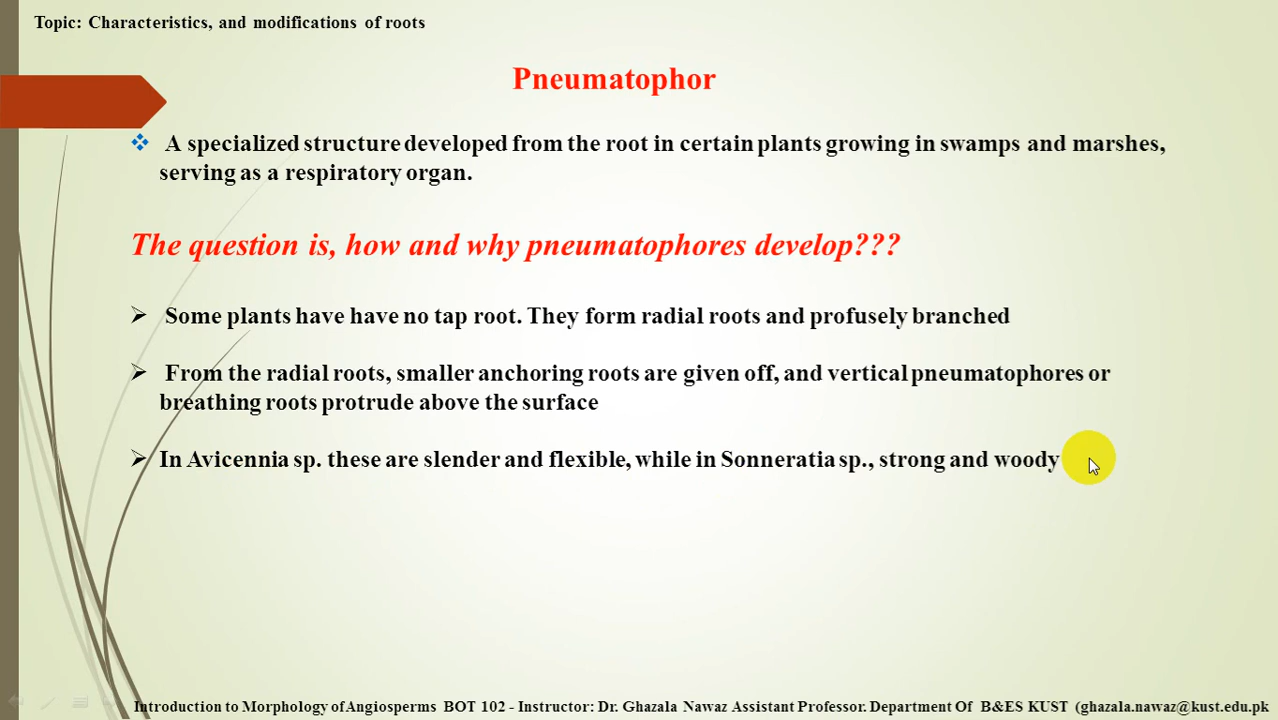 Topic: Characteristics, and modifications of roots
Pneumatophor
A specialized structure developed from the root in certain plants growing in swamps and marshes,
serving as a respiratory organ.
The question is, how and why pneumatophores develop???
Some plants have have no tap root. They form radial roots and profusely branched
From the radial roots, smaller anchoring roots are given off, and vertical pneumatophores or
breathing roots protrude above the surface
In Avicennia sp. these are slender and flexible, while in Sonneratia sp., strong and woody
Introduction to Morphology of Angiosperms BOT 102 - Instructor: Dr. Ghazala Nawaz Assistant Professor. Department Of B&ES KUST (ghazala.nawaz@kust.edu.pk